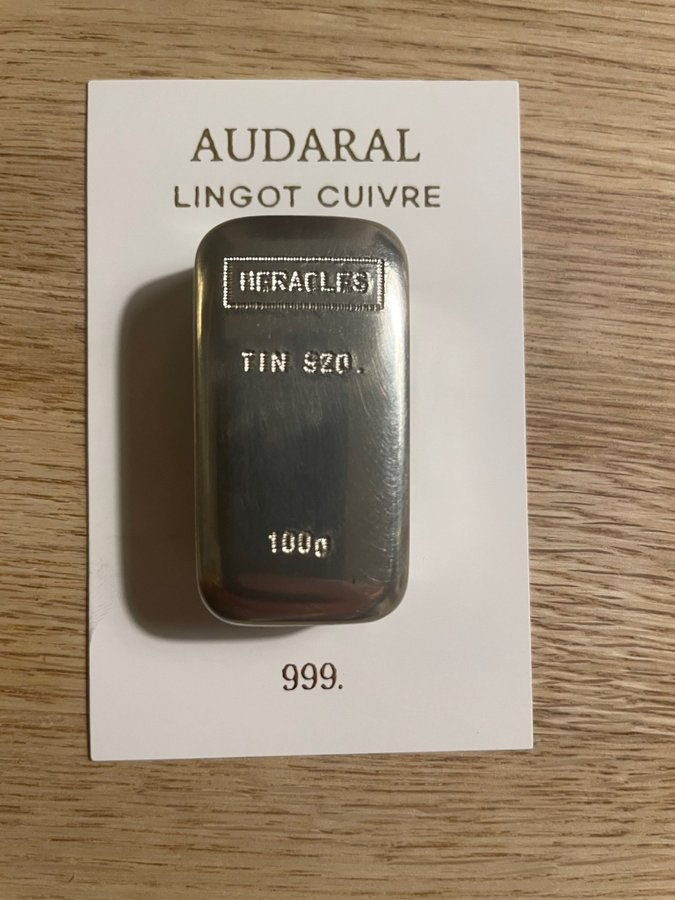 AUDARAL
LINGOT CUIVRE
HERACLES
TIN 920.
100g
999.